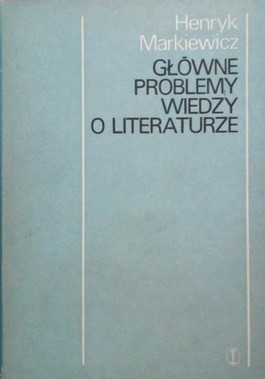 Henryk
Markiewicz
GŁÓWNE
PROBLEMY
WIEDZY
O LITERATURZE